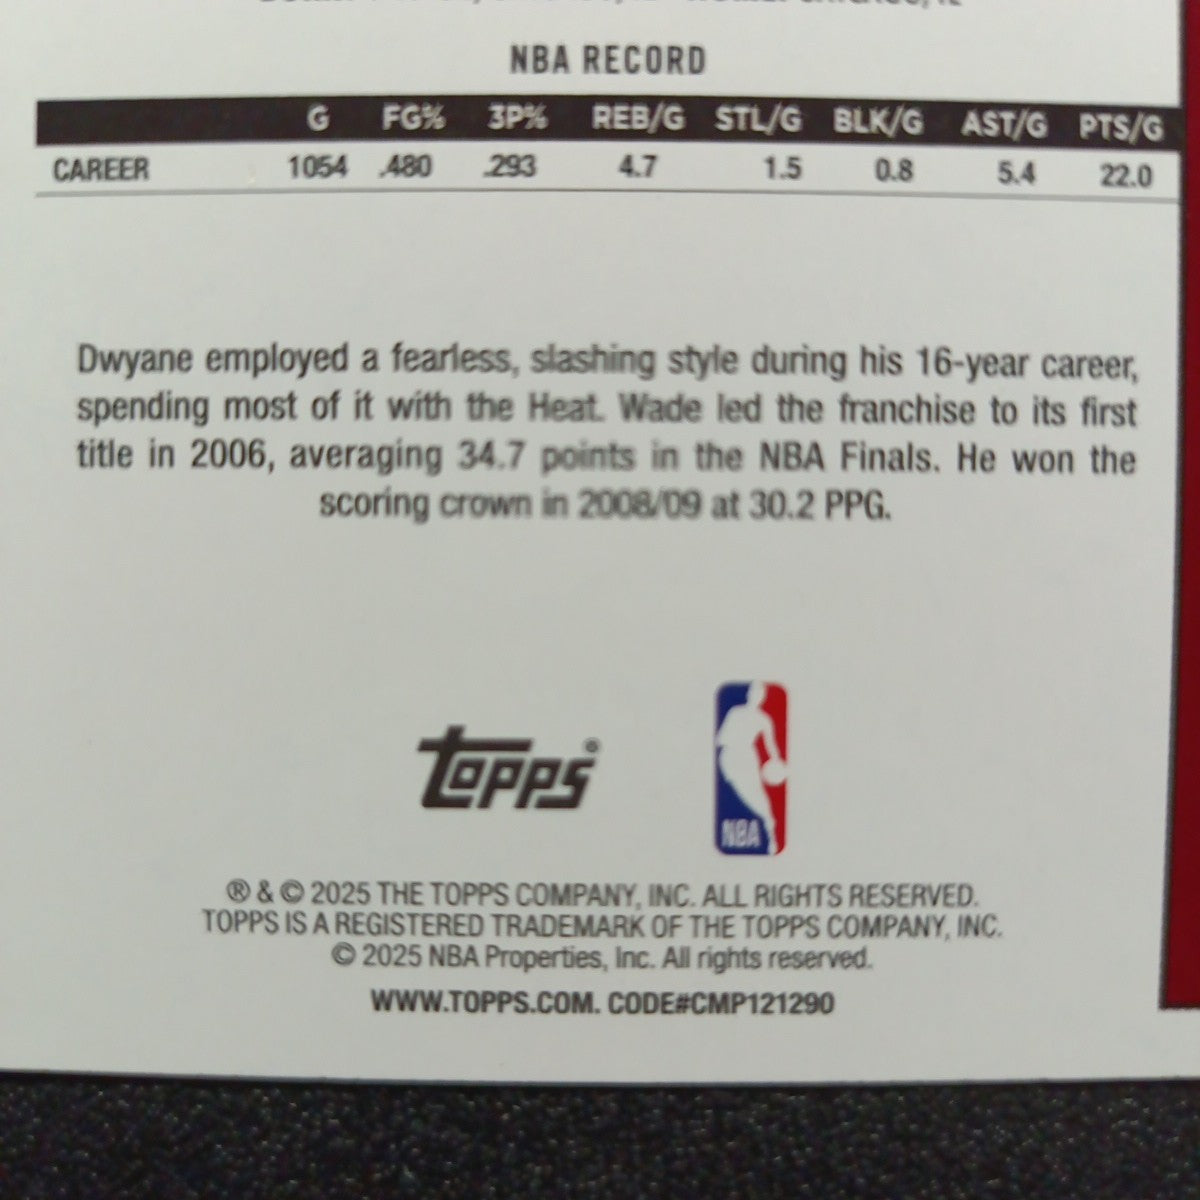 NBA RECORD
G FG% 3P% REB/G STL/G BLK/G AST/G PTS/G
CAREER 1054 .480 .293 4.7 1.5 0.8 5.4 22.0
Dwyane employed a fearless, slashing style during his 16-year career,
spending most of it with the Heat. Wade led the franchise to its first
title in 2006, averaging 34.7 points in the NBA Finals. He won the
scoring crown in 2008/09 at 30.2 PPG.
Topps®
NBA
® & © 2025 THE TOPPS COMPANY, INC. ALL RIGHTS RESERVED.
TOPPS IS A REGISTERED TRADEMARK OF THE TOPPS COMPANY, INC.
© 2025 NBA Properties, Inc. All rights reserved.
WWW.TOPPS.COM. CODE#CMP121290